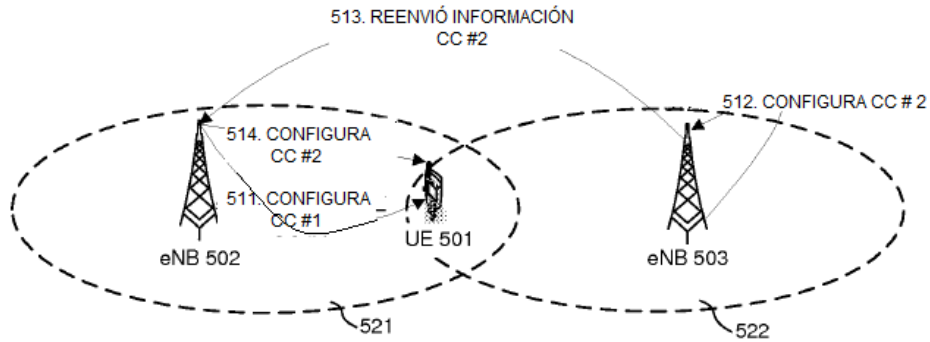 513. REENVIÓ INFORMACIÓN
CC #2
512. CONFIGURA CC # 2
514. CONFIGURA
CC #2
511. CONFIGURA
CC #1
UE 501
eNB 502
eNB 503
521
522